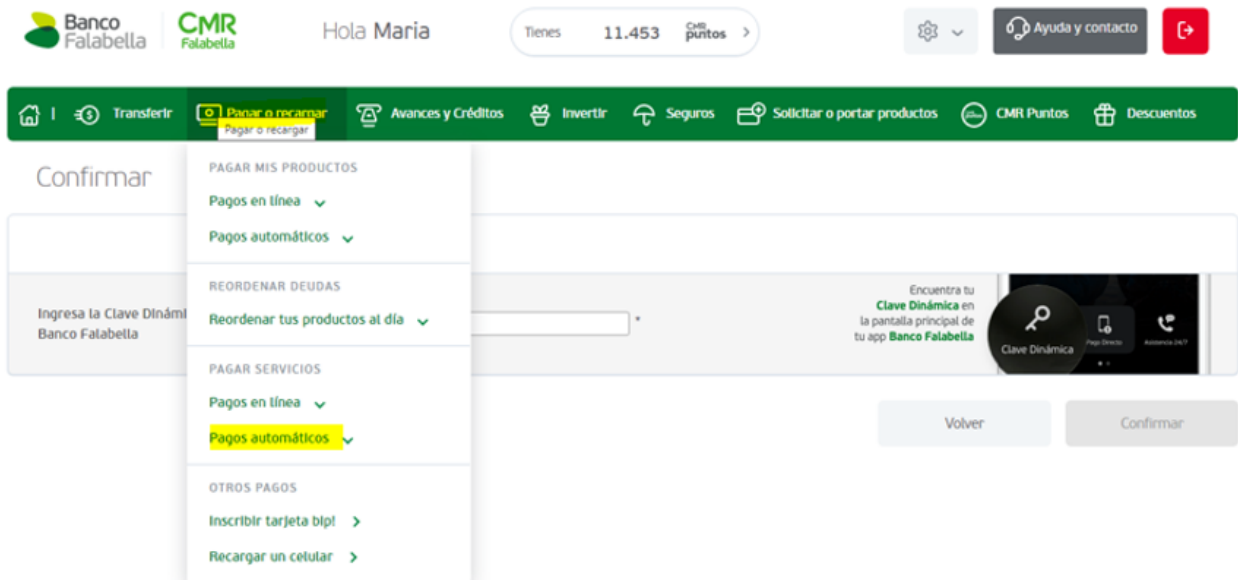 Banco Falabella
CMR Falabella
Hola Maria
Tienes 11.453 CMR puntos >
Ayuda y contacto
Transferir
Pagar o recargar
Avances y Créditos
Invertir
Seguros
Solicitar o portar productos
CMR Puntos
Descuentos
Pagar o recargar
Confirmar
PAGAR MIS PRODUCTOS
Pagos en línea
Pagos automáticos
REORDENAR DEUDAS
Reordenar tus productos al día
PAGAR SERVICIOS
Pagos en línea
Pagos automáticos
OTROS PAGOS
Inscribir tarjeta bip!
Recargar un celular
Ingresa la Clave Dinámi
Banco Falabella
*
Encuentra tu
Clave Dinámica en
la pantalla principal de
tu app Banco Falabella
Clave Dinámica
Pago Directo
Asistencia 24/7
Volver
Confirmar